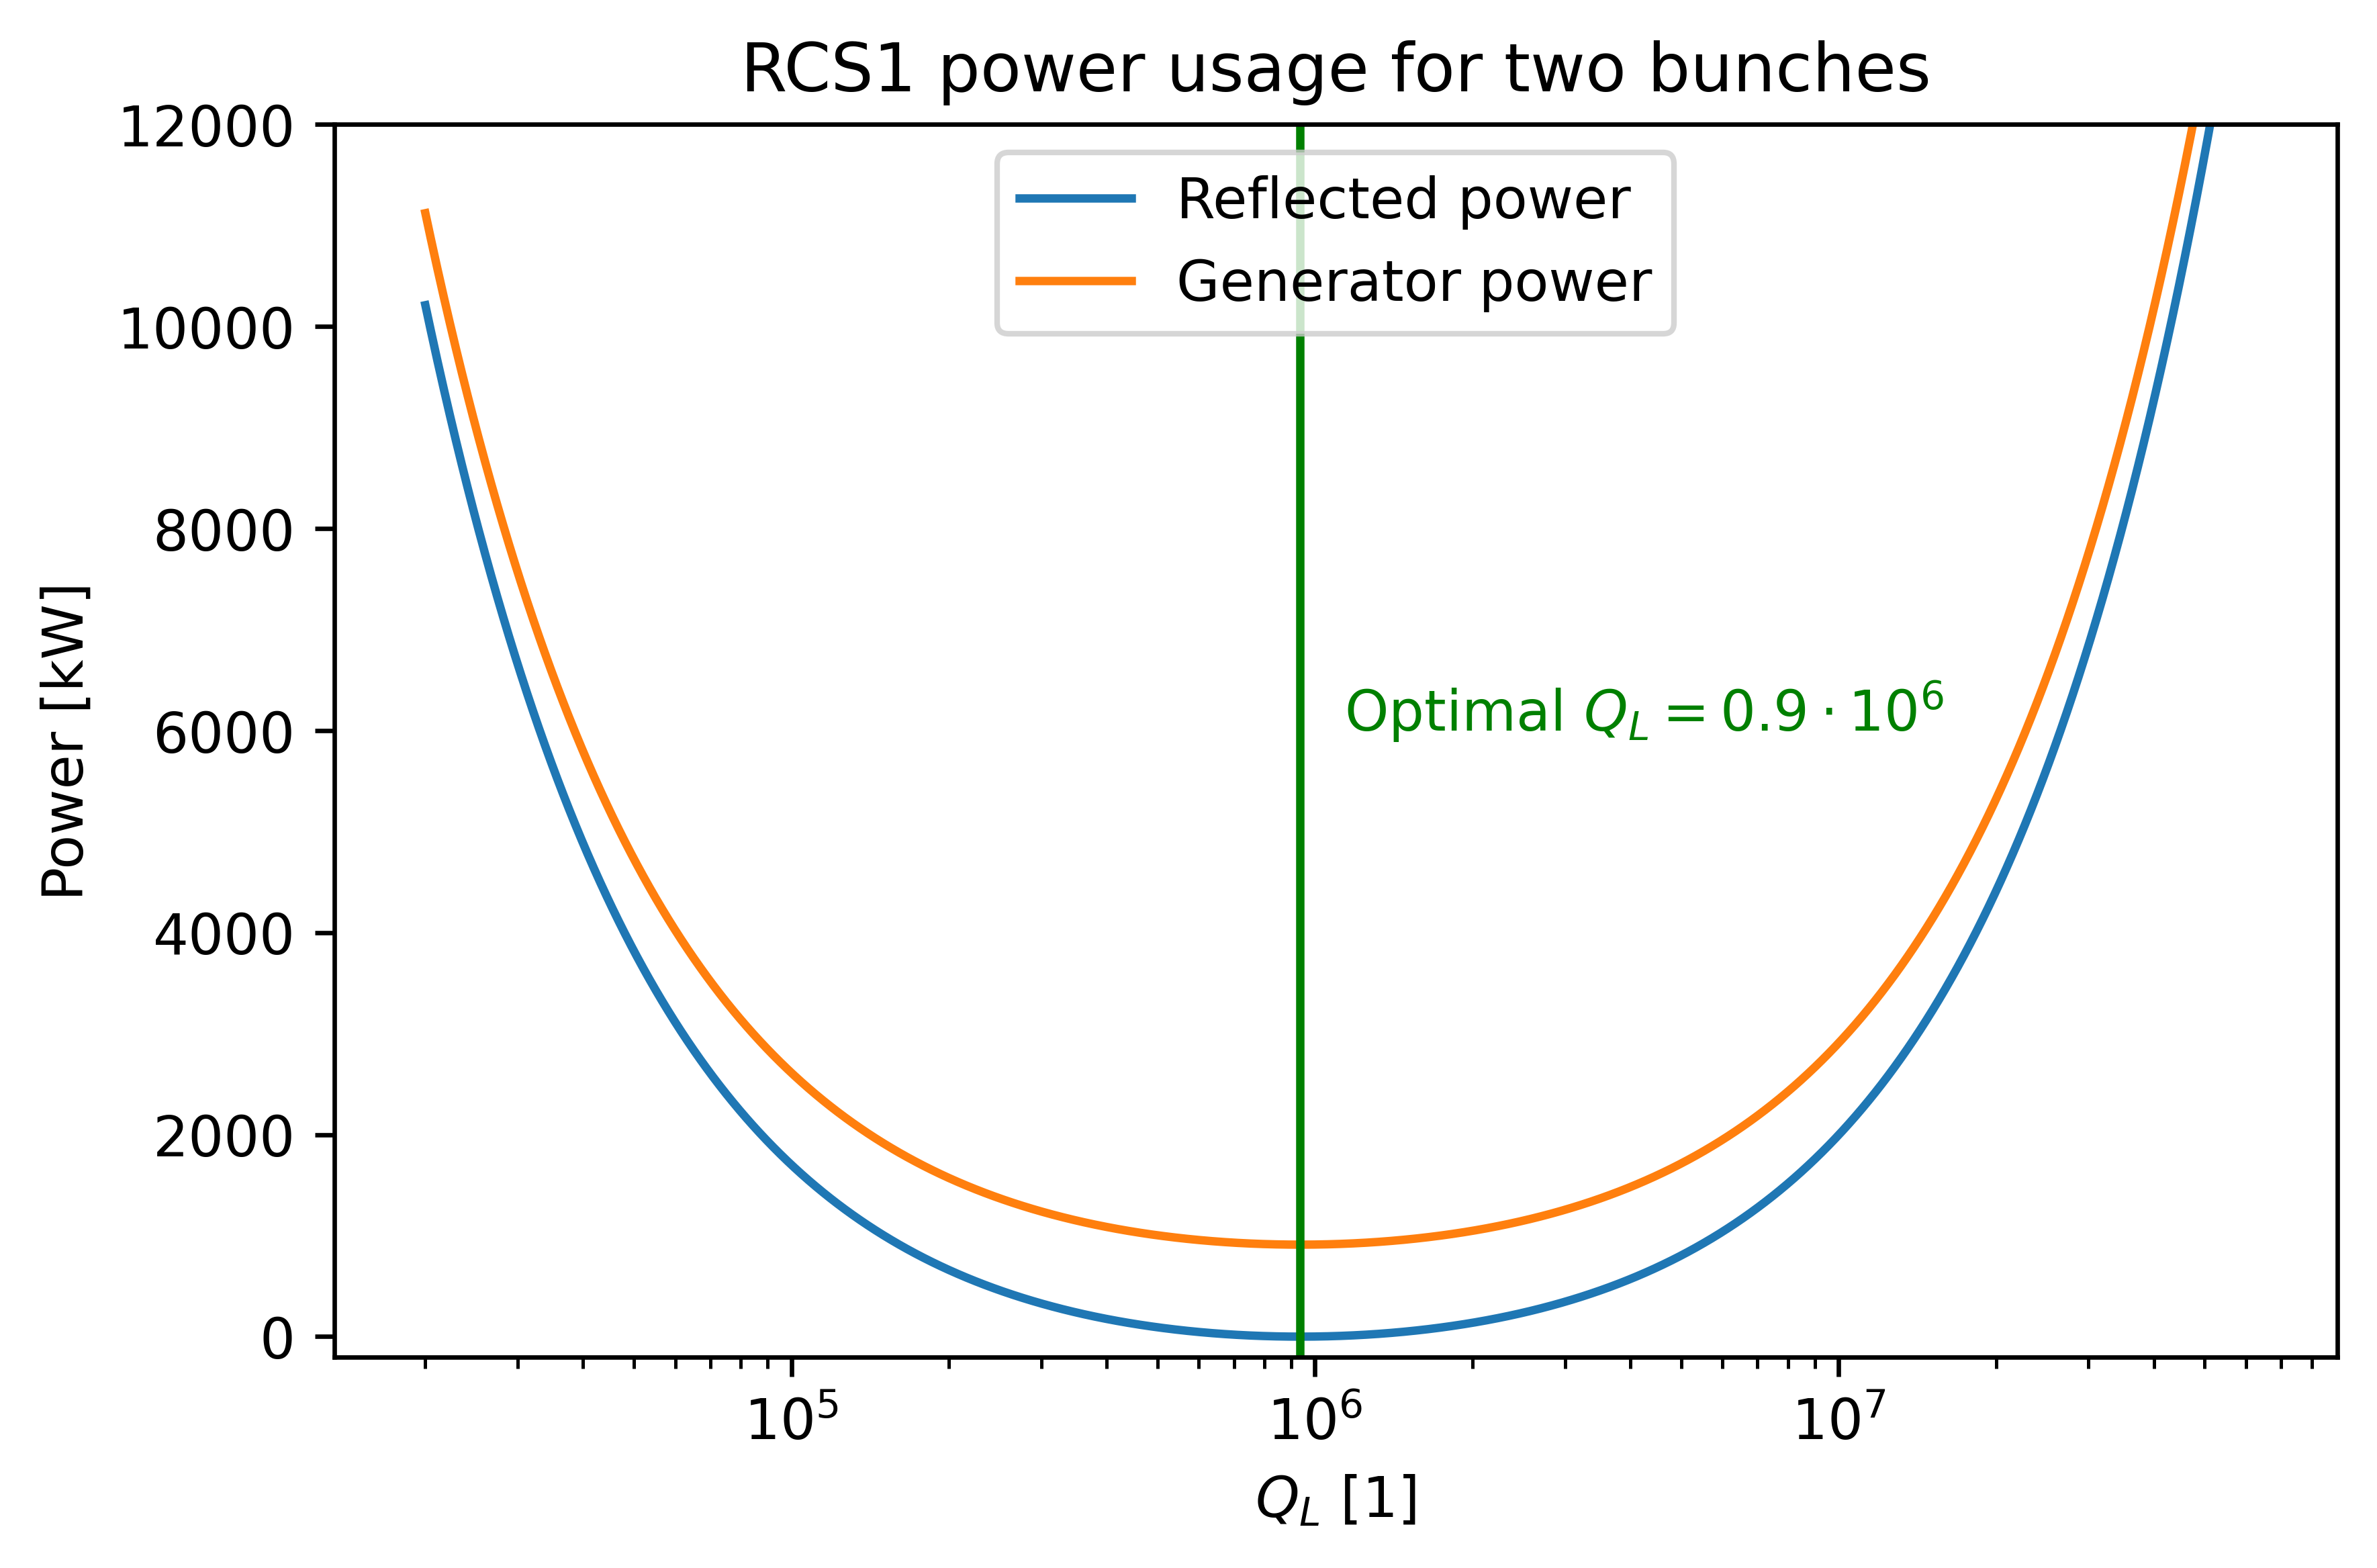 RCS1 power usage for two bunches
12000
10000
8000
6000
4000
2000
0
Power [kW]
Reflected power
Generator power
Optimal $Q_L = 0.9 \cdot 10^6$
$10^5$
$10^6$
$10^7$
$Q_L$ [1]